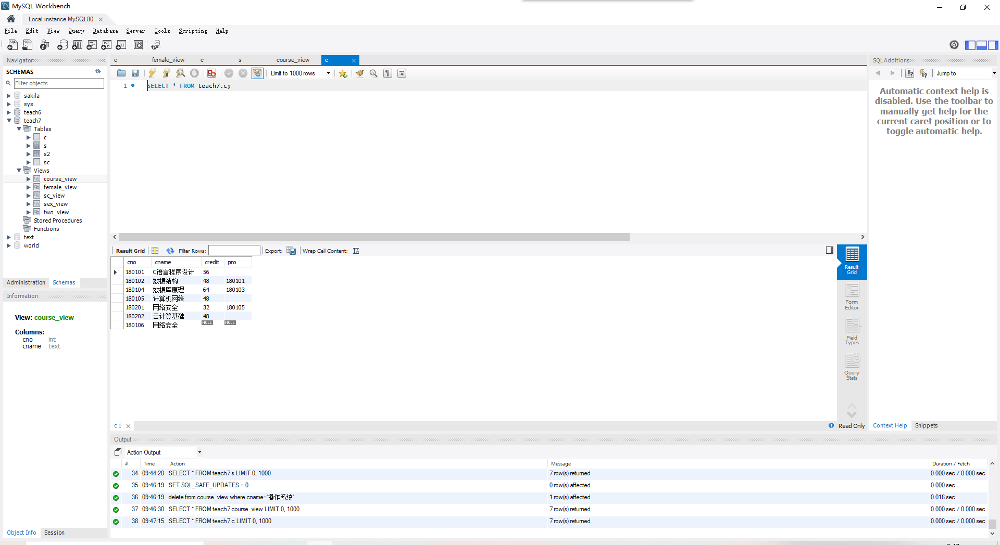 MySQL Workbench
Local instance MySQL80
File Edit View Query Database Server Tools Scripting Help
Navigator
SCHEMAS
Filter objects
sakila
sys
teach6
teach7
Tables
c
s
s2
sc
Views
course_view
female_view
sc_view
sex_view
two_view
Stored Procedures
Functions
text
world
Administration Schemas
Information
View: course_view
Columns:
cno int
cname text
Object Info Session
c female_view c s course_view c
Limit to 1000 rows
1 SELECT * FROM teach7.c;
Result Grid Filter Rows: Export: Wrap Cell Content:
cno cname credit pro
180101 C语言程序设计 56
180102 数据结构 48 180101
180104 数据库原理 64 180103
180105 计算机网络 48
180201 网络安全 32 180105
180202 云计算基础 48
180106 网络安全 NULL NULL
Result Grid
Form Editor
Field Types
Query Stats
c 1
Read Only
SQLAdditions
Jump to
Automatic context help is
disabled. Use the toolbar to
manually get help for the
current caret position or to
toggle automatic help.
Context Help Snippets
Output
Action Output
# Time Action Message Duration / Fetch
34 09:44:20 SELECT * FROM teach7.s LIMIT 0, 1000 7 row(s) returned 0.000 sec / 0.000 sec
35 09:46:19 SET SQL_SAFE_UPDATES = 0 0 row(s) affected 0.000 sec
36 09:46:19 delete from course_view where cname='操作系统' 1 row(s) affected 0.016 sec
37 09:46:30 SELECT * FROM teach7.course_view LIMIT 0, 1000 7 row(s) returned 0.000 sec / 0.000 sec
38 09:47:15 SELECT * FROM teach7.c LIMIT 0, 1000 7 row(s) returned 0.000 sec / 0.000 sec